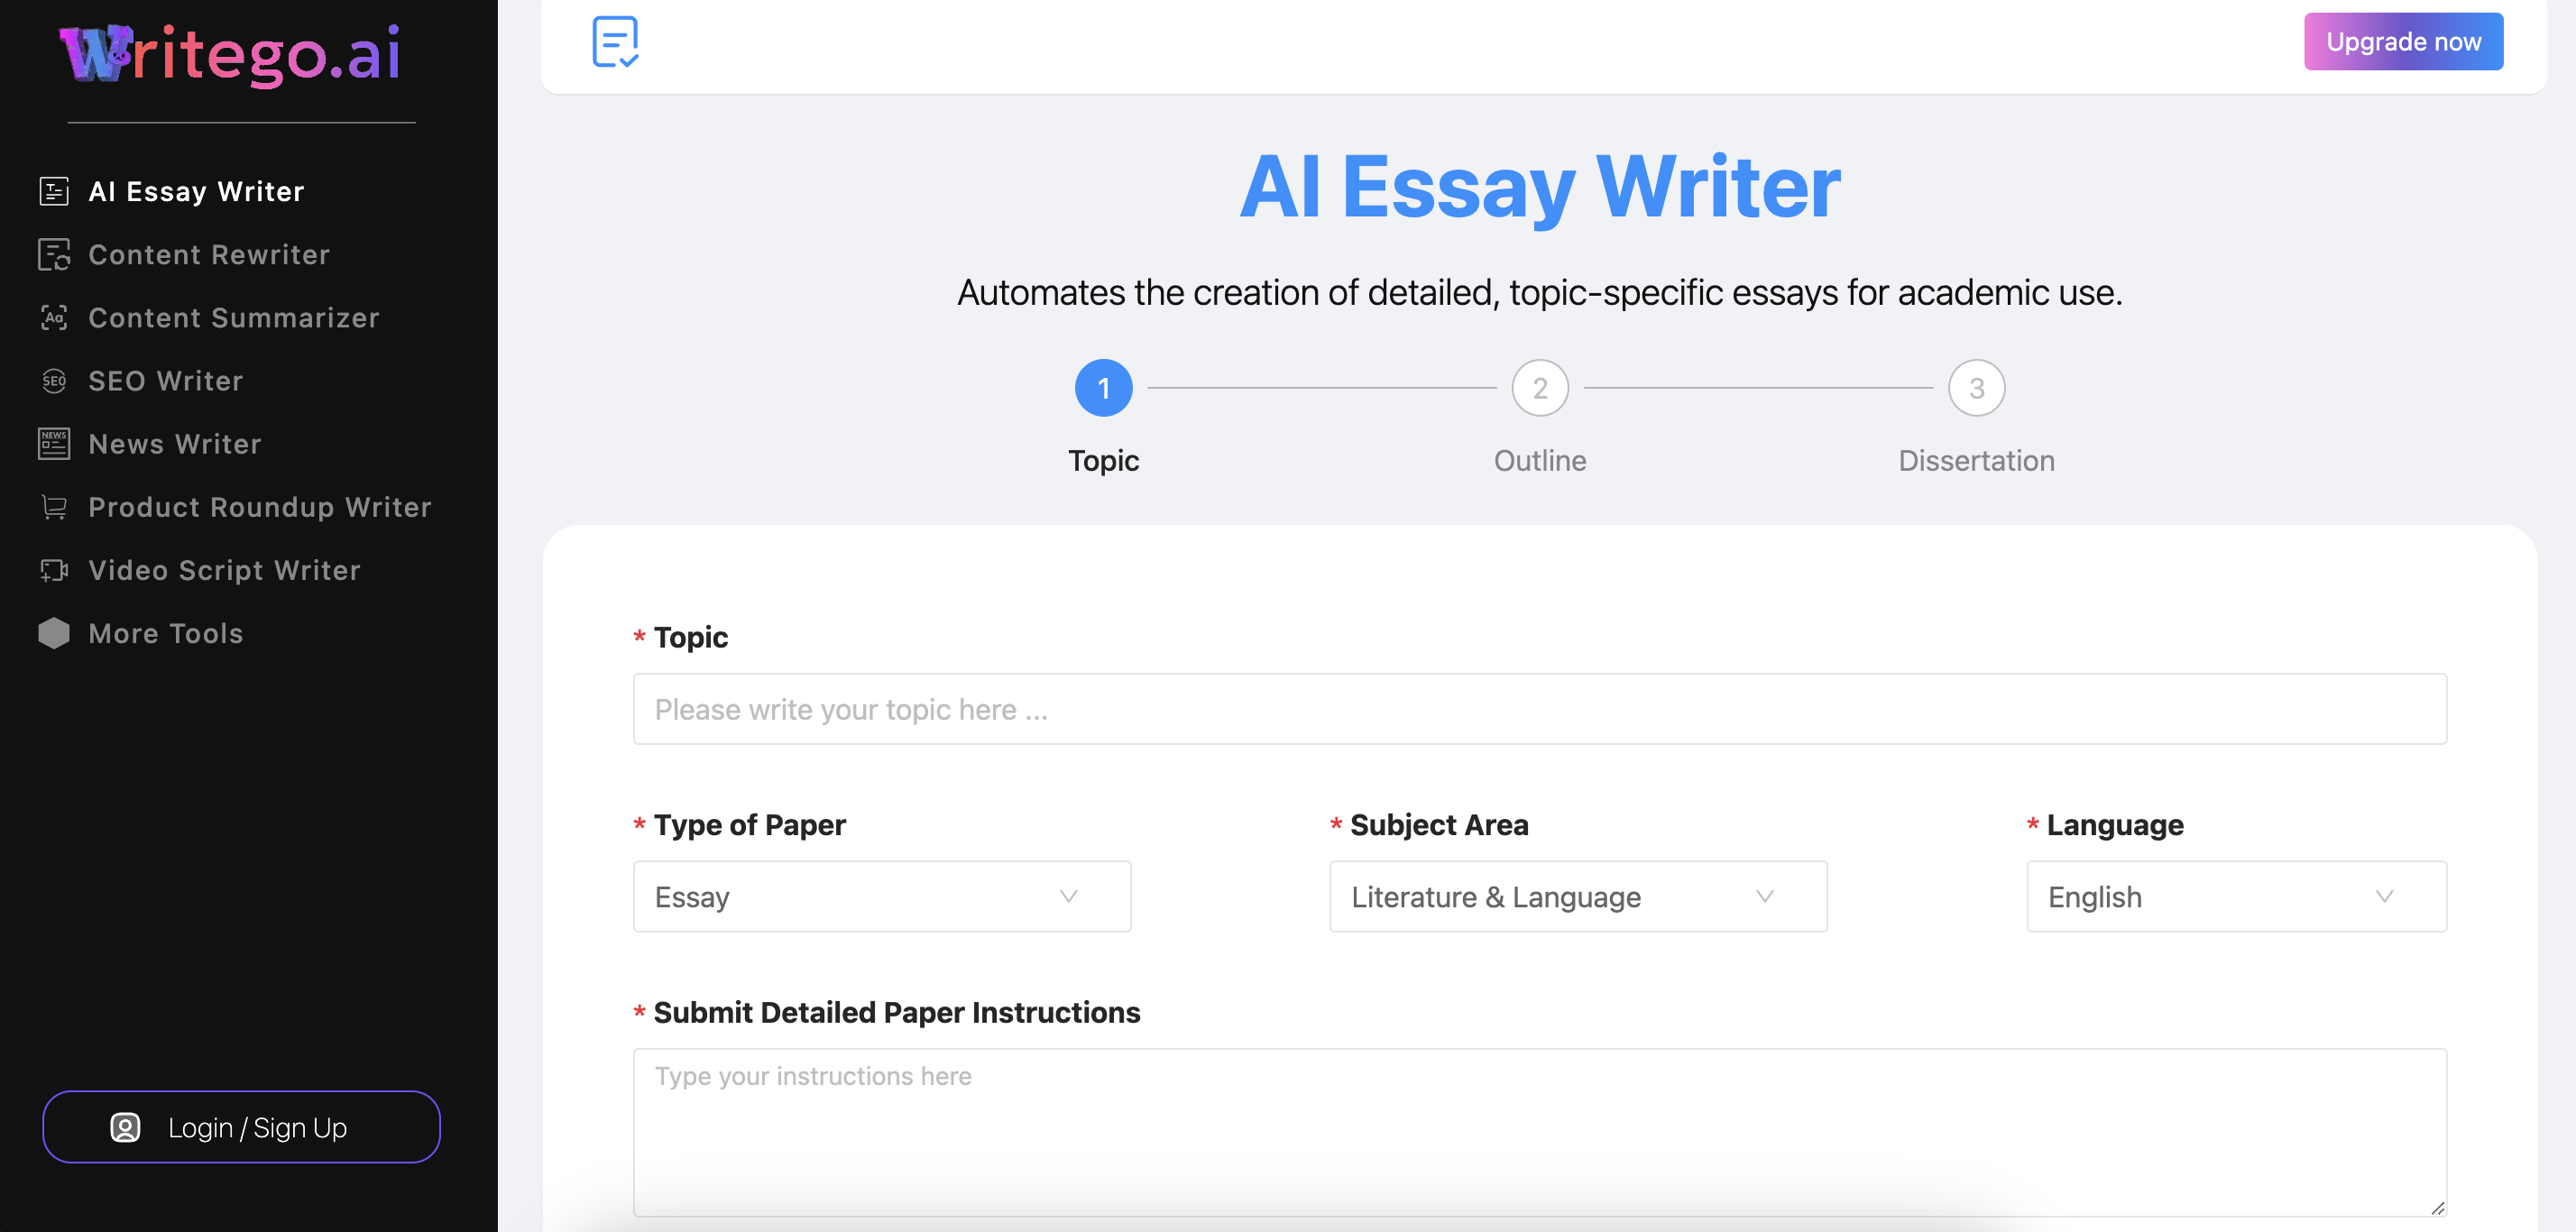 Writego.ai
AI Essay Writer
Content Rewriter
Aa
Content Summarizer
SEO
SEO Writer
NEWS
News Writer
Product Roundup Writer
Video Script Writer
More Tools
Login / Sign Up
Upgrade now
AI Essay Writer
Automates the creation of detailed, topic-specific essays for academic use.
1
2
3
Topic
Outline
Dissertation
* Topic
Please write your topic here ...
* Type of Paper
* Subject Area
* Language
Essay
Literature & Language
English
* Submit Detailed Paper Instructions
Type your instructions here